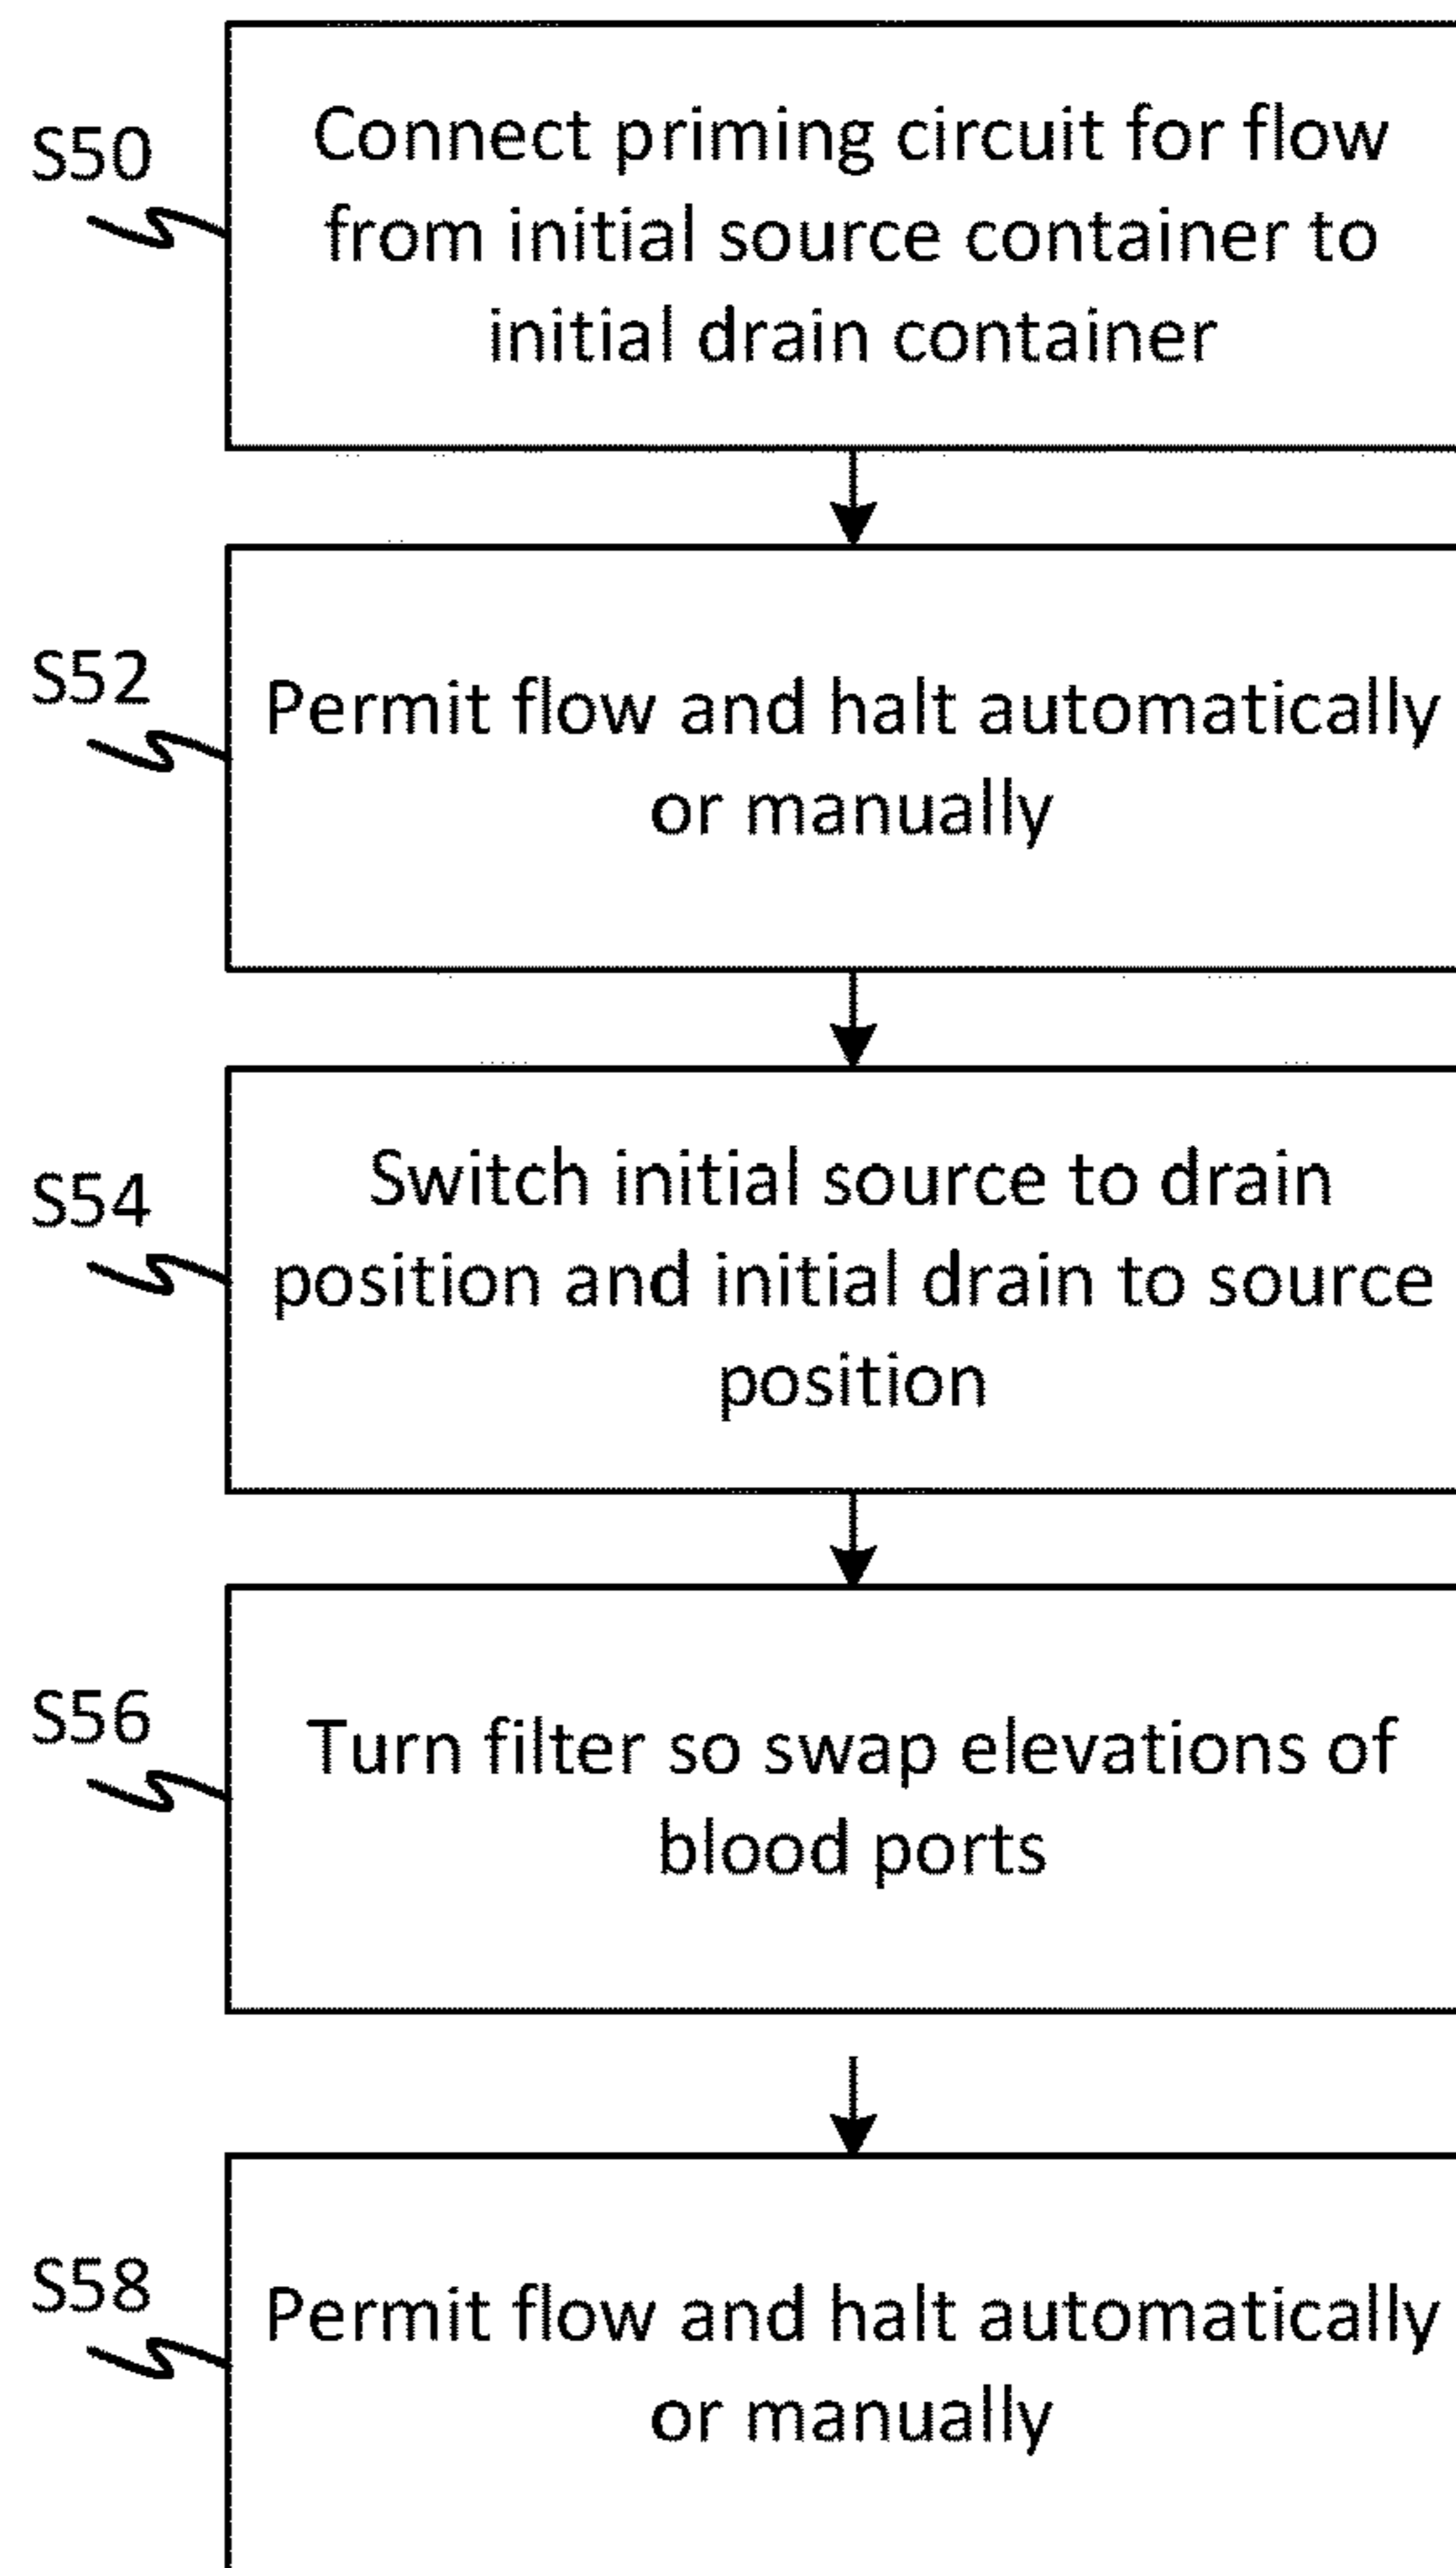 S50
Connect priming circuit for flow
from initial source container to
initial drain container
S52
Permit flow and halt automatically
or manually
S54
Switch initial source to drain
position and initial drain to source
position
S56
Turn filter so swap elevations of
blood ports
S58
Permit flow and halt automatically
or manually